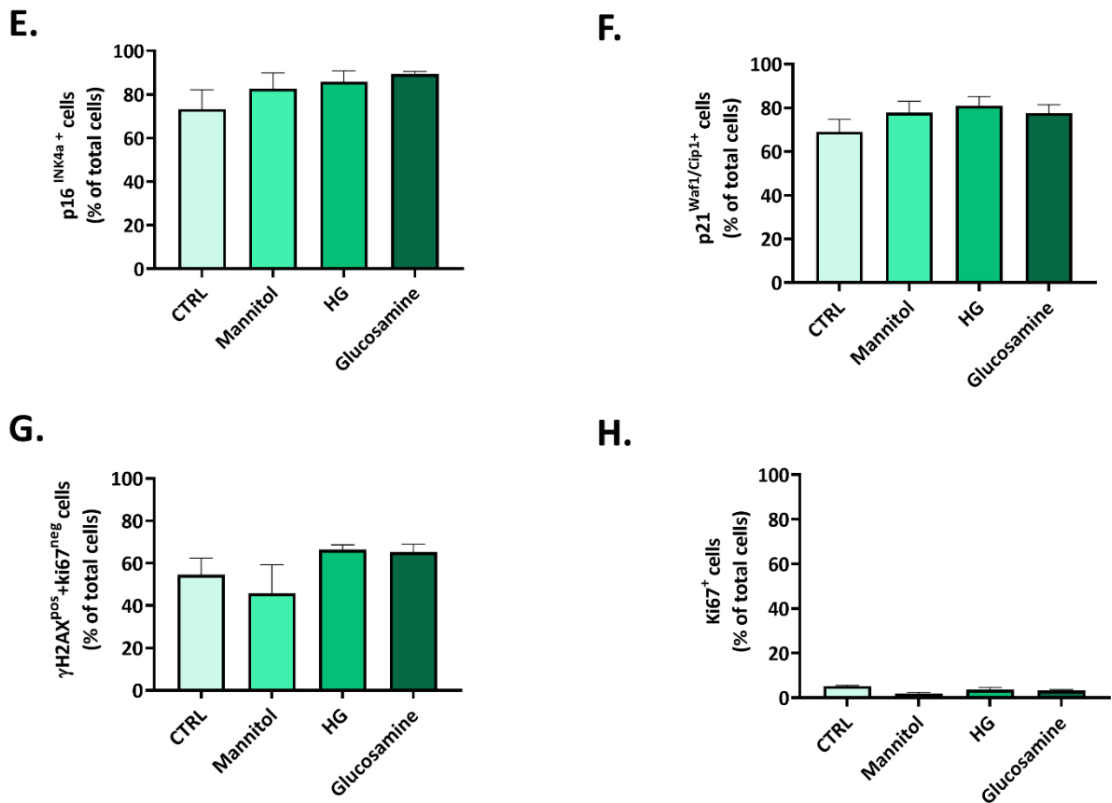 E.
p16 INK4a + cells
(% of total cells)
100
80
60
40
20
0
CTRL
Mannitol
HG
Glucosamine
F.
p21Waf1/Cip1+ cells
(% of total cells)
100
80
60
40
20
0
CTRL
Mannitol
HG
Glucosamine
G.
γH2AXpos+ki67neg cells
(% of total cells)
100
80
60
40
20
0
CTRL
Mannitol
HG
Glucosamine
H.
Ki67+ cells
(% of total cells)
100
80
60
40
20
0
CTRL
Mannitol
HG
Glucosamine